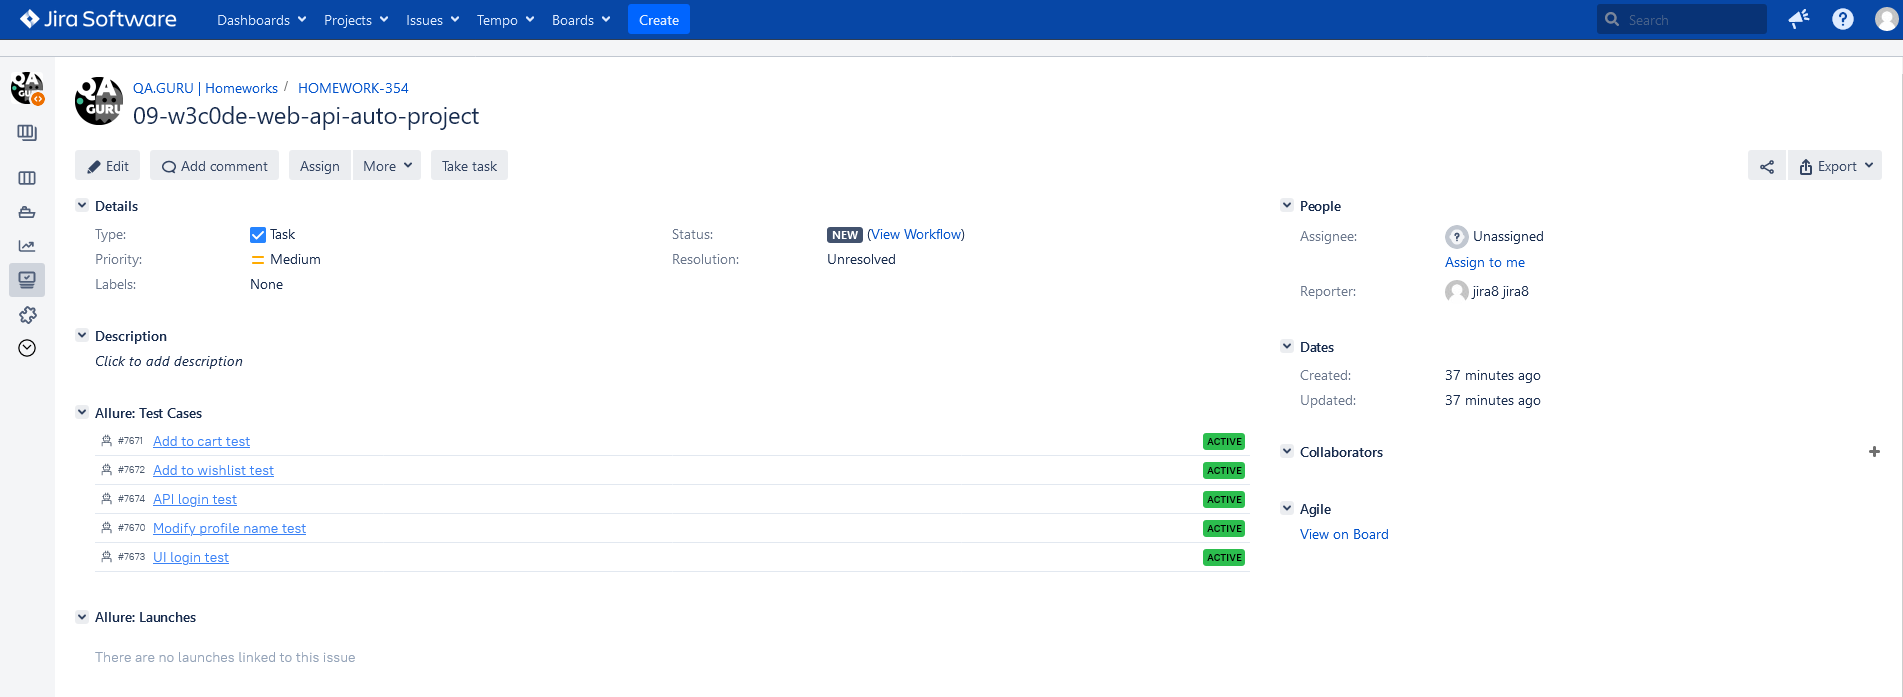 Jira Software Dashboards Projects Issues Tempo Boards Create Search
QA.GURU | Homeworks / HOMEWORK-354
09-w3c0de-web-api-auto-project
Edit Add comment Assign More Take task Export
Details
Type: Task
Status: NEW (View Workflow)
Priority: Medium
Resolution: Unresolved
Labels: None
Description
Click to add description
Allure: Test Cases
#7671 Add to cart test ACTIVE
#7672 Add to wishlist test ACTIVE
#7674 API login test ACTIVE
#7670 Modify profile name test ACTIVE
#7673 UI login test ACTIVE
Allure: Launches
There are no launches linked to this issue
People
Assignee: Unassigned
Assign to me
Reporter: jira8 jira8
Dates
Created: 37 minutes ago
Updated: 37 minutes ago
Collaborators
Agile
View on Board
QA
GURU